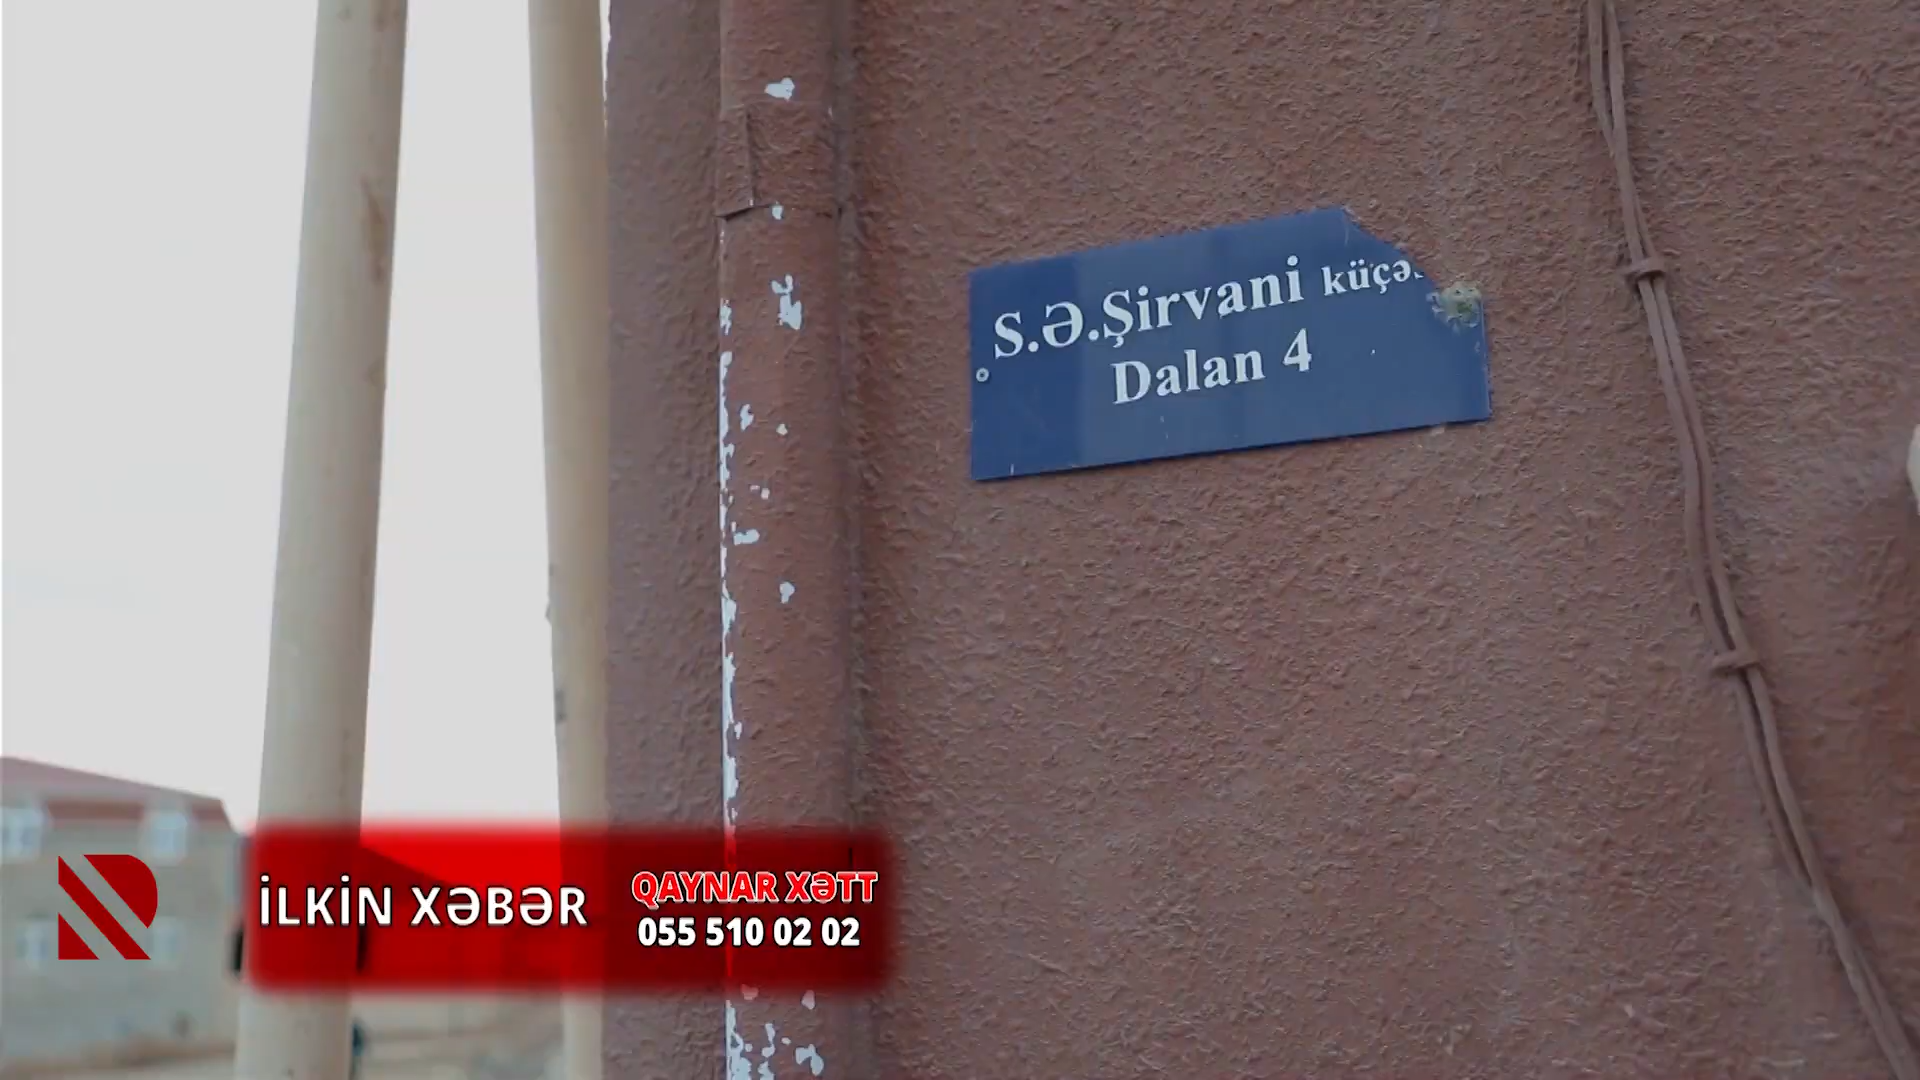 S.Ə.Şirvani küçə
Dalan 4
İLKİN XƏBƏR
QAYNAR XƏTT
055 510 02 02